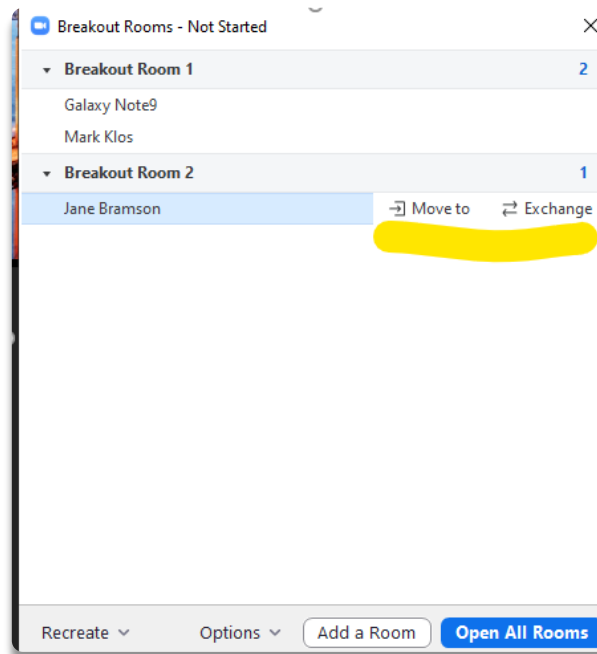 Breakout Rooms - Not Started
Breakout Room 1 2
Galaxy Note9
Mark Klos
Breakout Room 2 1
Jane Bramson Move to Exchange
Recreate Options Add a Room Open All Rooms